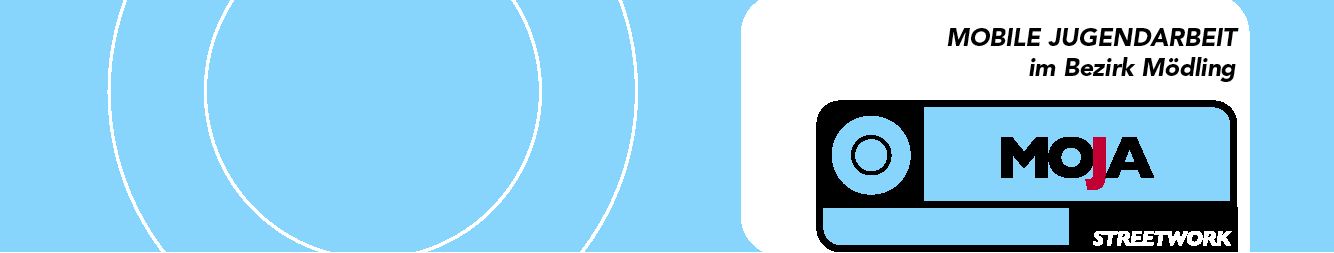 MOBILE JUGENDARBEIT
im Bezirk Mödling
MOJA
STREETWORK